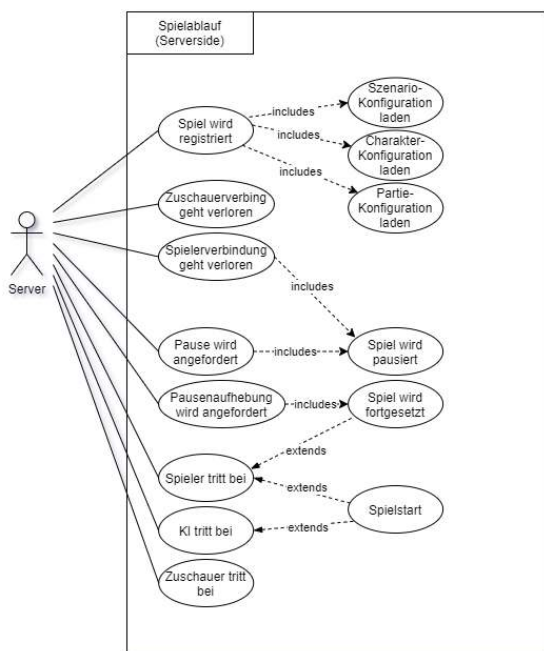 Spielablauf
(Serverside)
Szenario-
Konfiguration
laden
includes
Spiel wird
registriert
includes
Charakter-
Konfiguration
laden
includes
Partie-
Konfiguration
laden
Zuschauerverbing
geht verloren
Spielerverbindung
geht verloren
Server
includes
Pause wird
angefordert
includes
Spiel wird
pausiert
Pausenaufhebung
wird angefordert
includes
Spiel wird
fortgesetzt
extends
Spieler tritt bei
extends
Spielstart
KI tritt bei
extends
Zuschauer tritt
bei